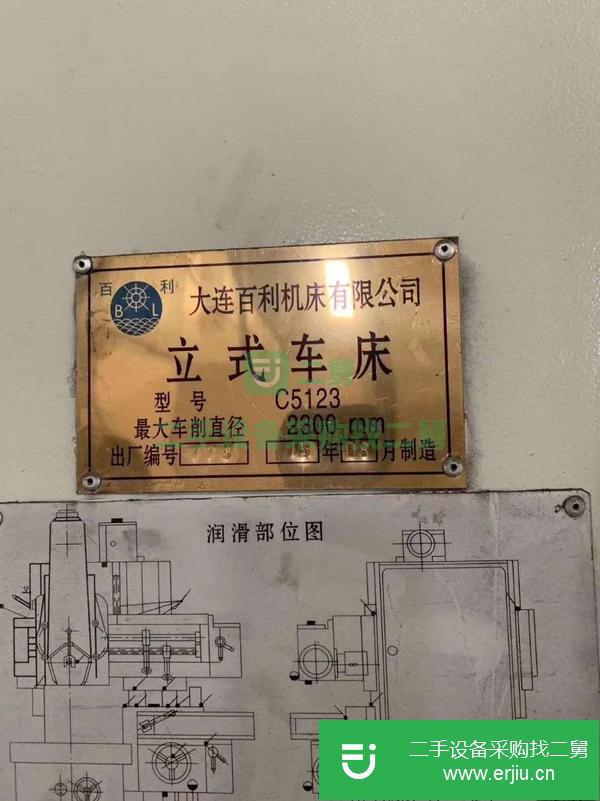 百 利
B L
大连百利机床有限公司
立式车床
型号 C5123
最大车削直径 2300 mm
出厂编号 年 月制造
润滑部位图
二手设备采购找二舅
www.erjiu.cn